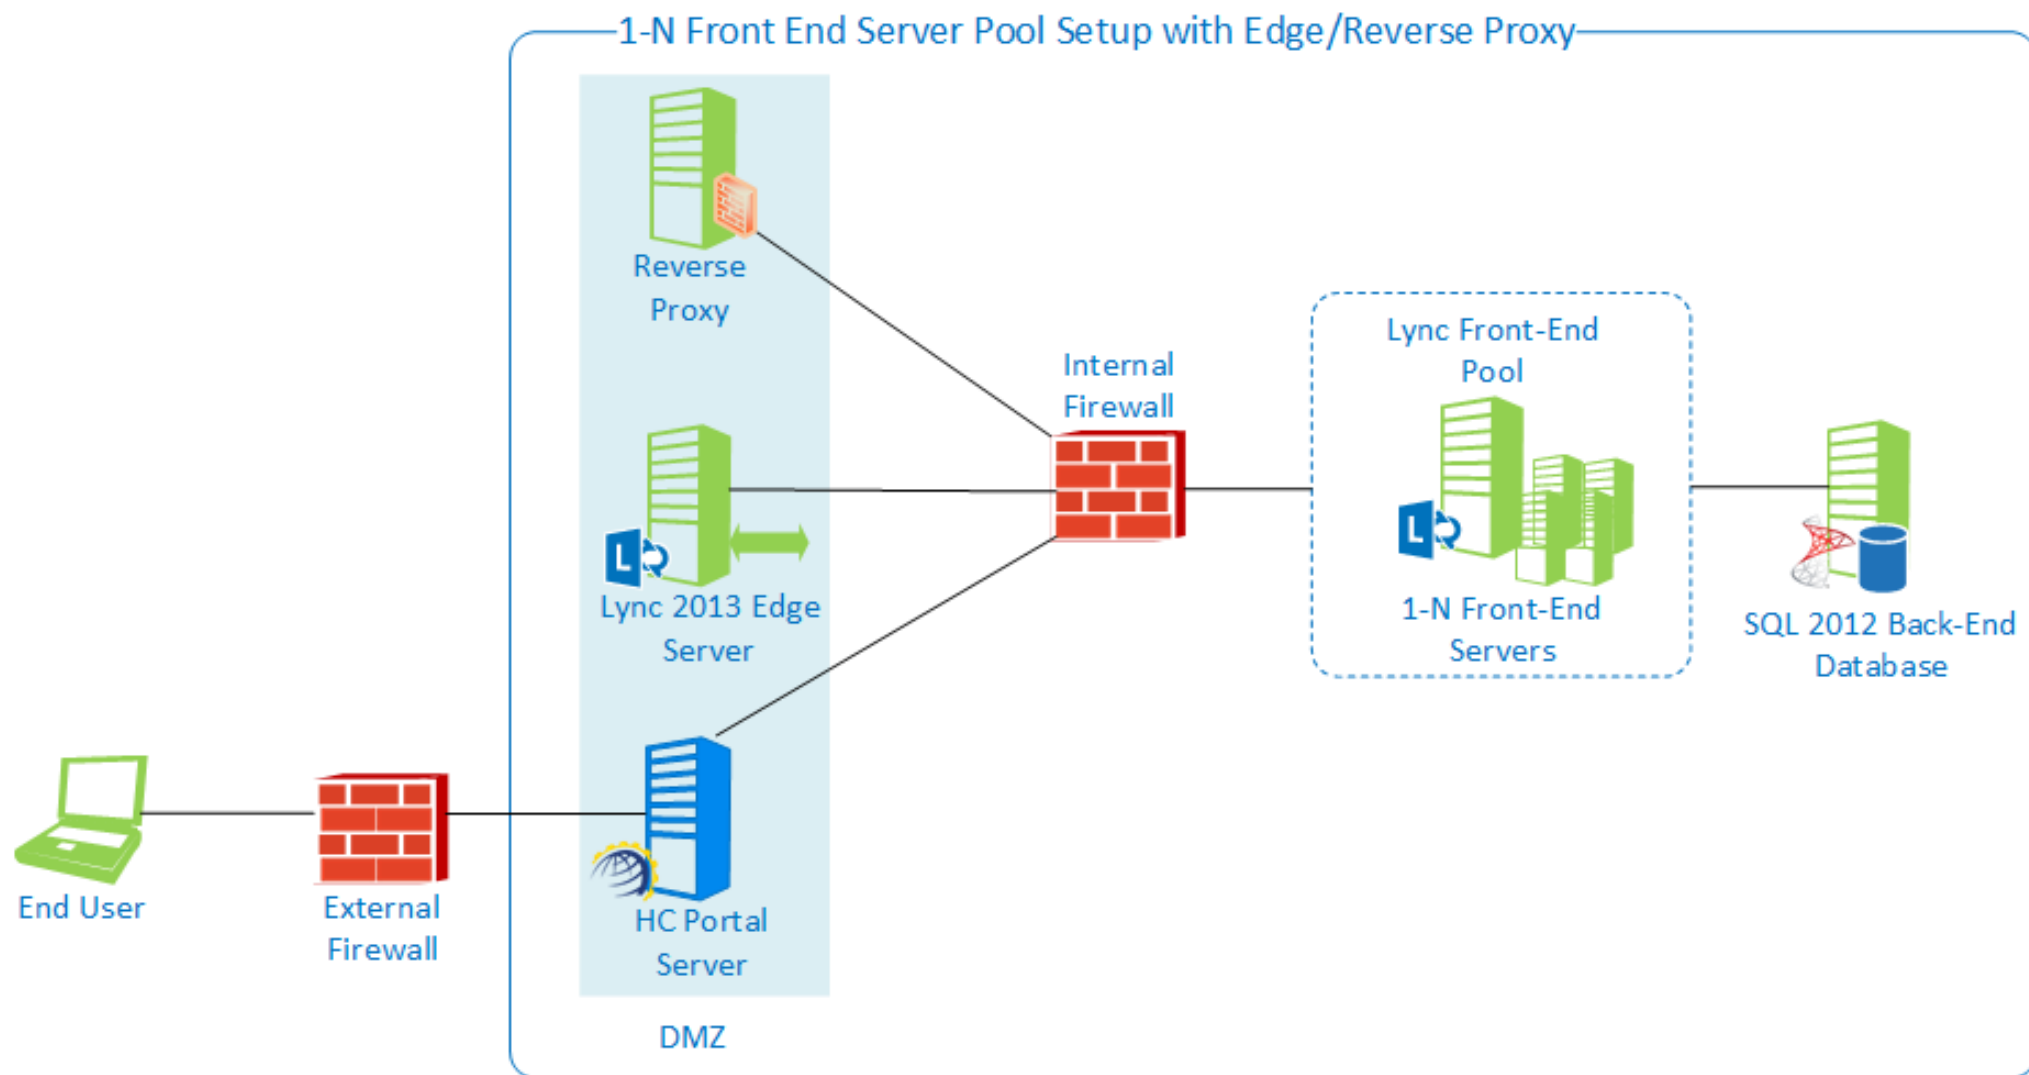 1-N Front End Server Pool Setup with Edge/Reverse Proxy
Reverse
Proxy
Internal
Firewall
Lync Front-End
Pool
L
L
Lync 2013 Edge
Server
1-N Front-End
Servers
SQL 2012 Back-End
Database
End User
External
Firewall
HC Portal
Server
DMZ